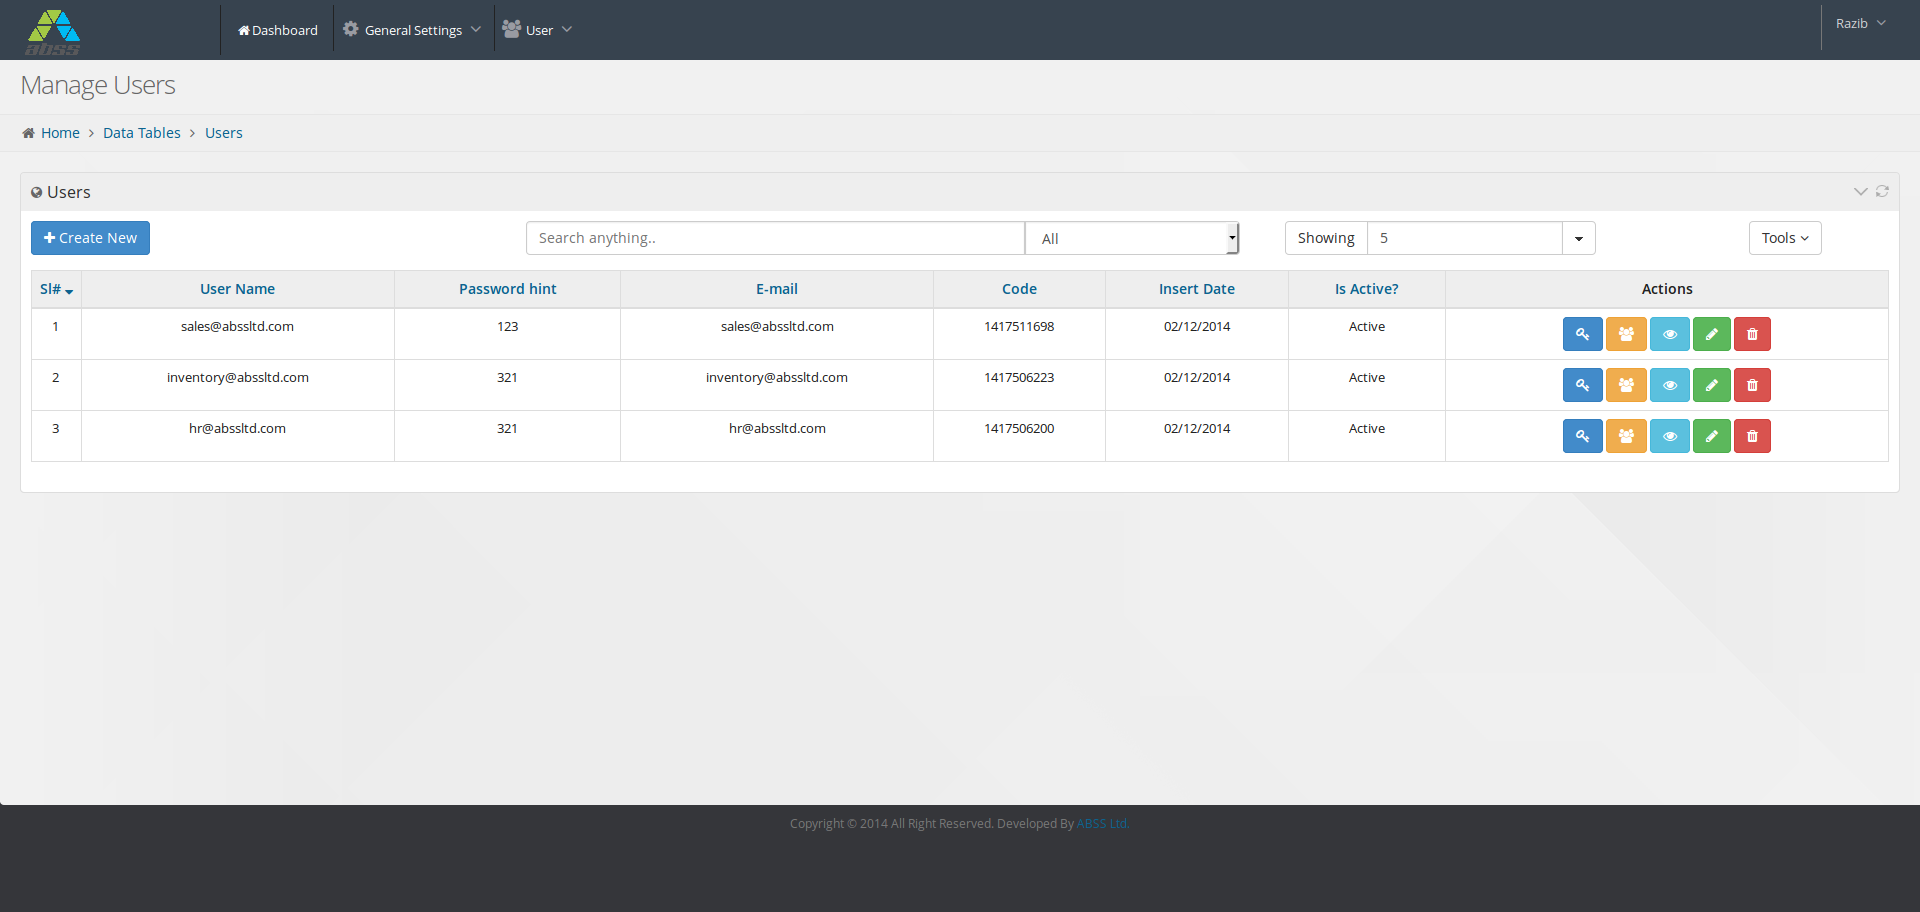 abss
Dashboard General Settings User Razib
Manage Users
Home Data Tables Users
Users
Create New Search anything.. All Showing 5 Tools
Sl# User Name Password hint E-mail Code Insert Date Is Active? Actions
1 sales@abssltd.com 123 sales@abssltd.com 1417511698 02/12/2014 Active
2 inventory@abssltd.com 321 inventory@abssltd.com 1417506223 02/12/2014 Active
3 hr@abssltd.com 321 hr@abssltd.com 1417506200 02/12/2014 Active
Copyright © 2014 All Right Reserved. Developed By ABSS Ltd.